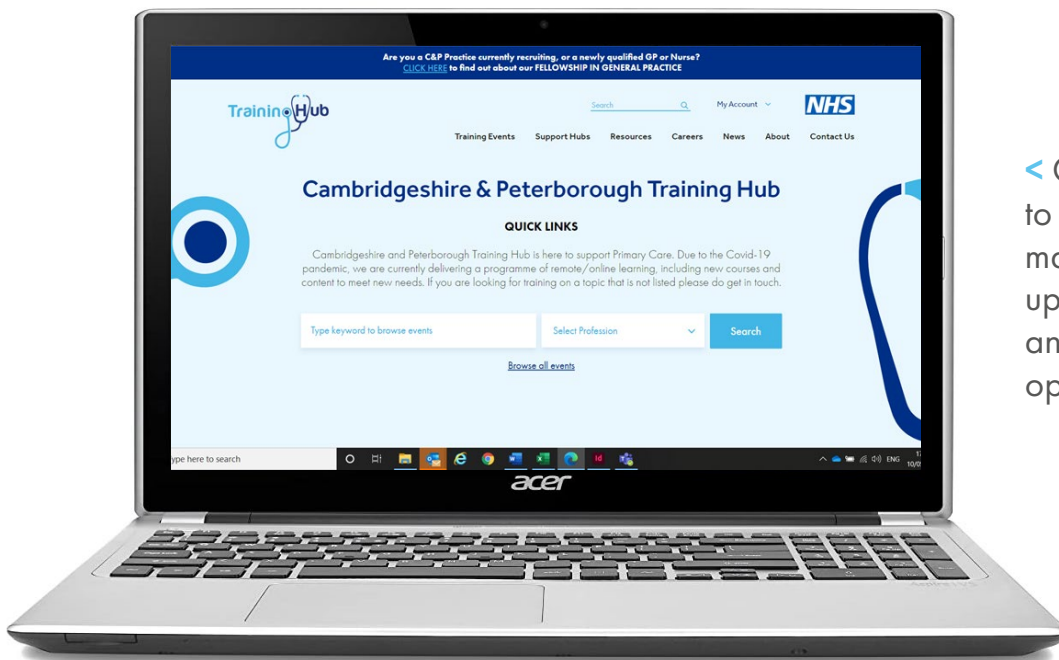 Are you a C&P Practice currently recruiting, or a newly qualified GP or Nurse?
CLICK HERE to find out about our FELLOWSHIP IN GENERAL PRACTICE
Training Hub
Search
My Account
NHS
Training Events Support Hubs Resources Careers News About Contact Us
Cambridgeshire & Peterborough Training Hub
QUICK LINKS
Cambridgeshire and Peterborough Training Hub is here to support Primary Care. Due to the Covid-19
pandemic, we are currently delivering a programme of remote/online learning, including new courses and
content to meet new needs. If you are looking for training on a topic that is not listed please do get in touch.
Type keyword to browse events
Select Profession
Search
Browse all events
ype here to search
ENG
acer
<
to
up